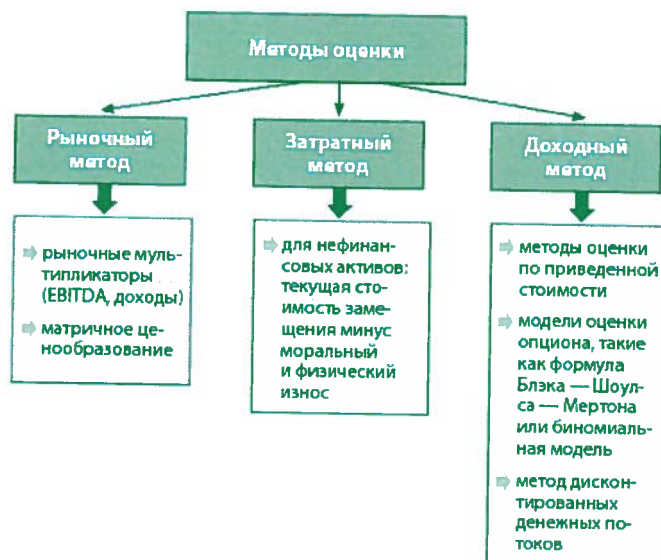 Методы оценки
Рыночный
метод
Затратный
метод
Доходный
метод
рыночные муль-
типликаторы
(EBITDA, доходы)
матричное це-
нообразование
для нефинан-
совых активов:
текущая сто-
имость заме-
щения минус
моральный
и физический
износ
методы оценки
по приведенной
стоимости
модели оценки
опциона, такие
как формула
Блэка — Шоул-
са — Мертона
или биномиаль-
ная модель
метод дискон-
тированных
денежных по-
токов